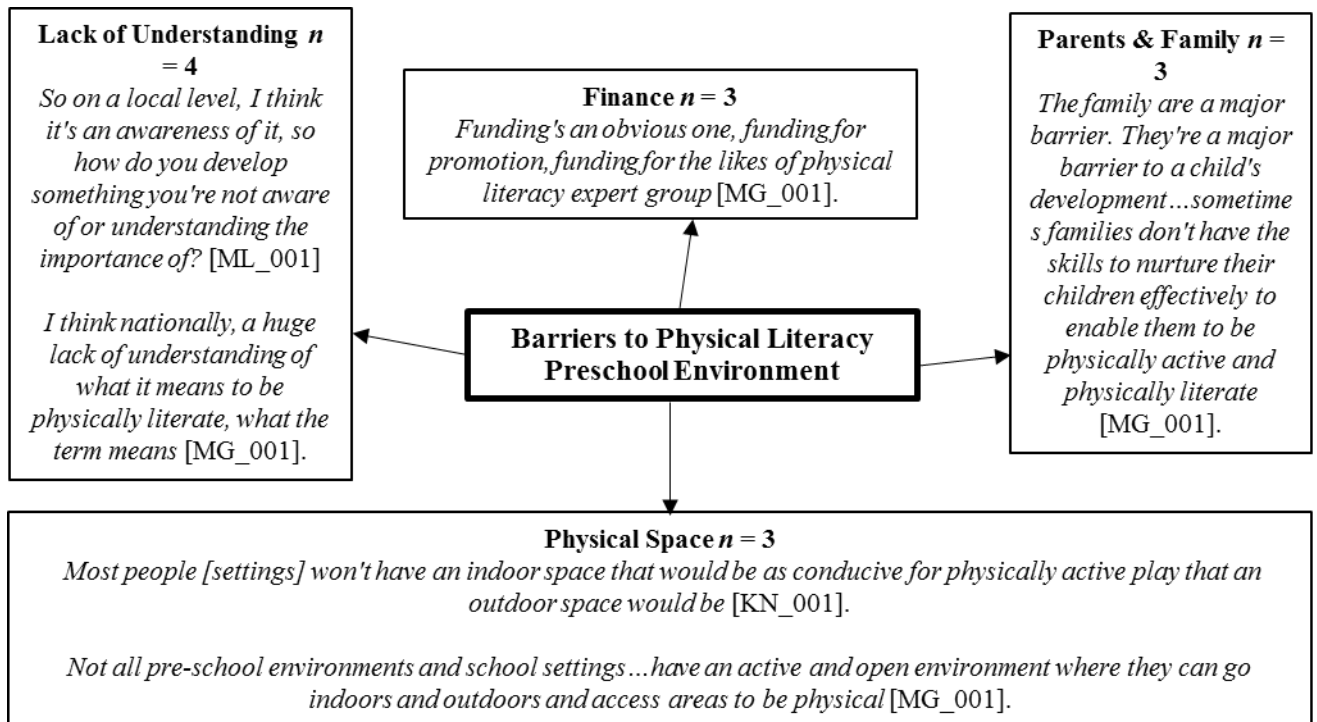 Lack of Understanding n
= 4
So on a local level, I think
it's an awareness of it, so
how do you develop
something you're not aware
of or understanding the
importance of? [ML_001]
I think nationally, a huge
lack of understanding of
what it means to be
physically literate, what the
term means [MG_001].
Finance n = 3
Funding's an obvious one, funding for
promotion, funding for the likes of physical
literacy expert group [MG_001].
Parents & Family n =
3
The family are a major
barrier. They're a major
barrier to a child's
development...sometime
s families don't have the
skills to nurture their
children effectively to
enable them to be
physically active and
physically literate
[MG_001].
Barriers to Physical Literacy
Preschool Environment
Physical Space n = 3
Most people [settings] won't have an indoor space that would be as conducive for physically active play that an
outdoor space would be [KN_001].
Not all pre-school environments and school settings...have an active and open environment where they can go
indoors and outdoors and access areas to be physical [MG_001].